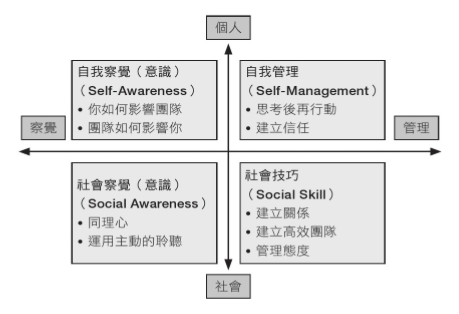 個人
自我察覺（意識）
（Self-Awareness）
• 你如何影響團隊
• 團隊如何影響你
自我管理
（Self-Management）
• 思考後再行動
• 建立信任
察覺
管理
社會察覺（意識）
（Social Awareness）
• 同理心
• 運用主動的聆聽
社會技巧
（Social Skill）
• 建立關係
• 建立高效團隊
• 管理態度
社會